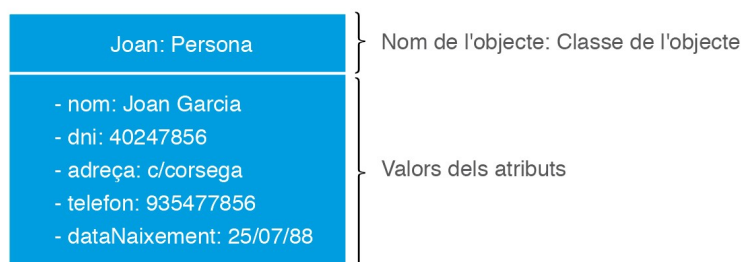 Joan: Persona
Nom de l'objecte: Classe de l'objecte
- nom: Joan Garcia
- dni: 40247856
- adreça: c/corsega
- telefon: 935477856
- dataNaixement: 25/07/88
Valors dels atributs